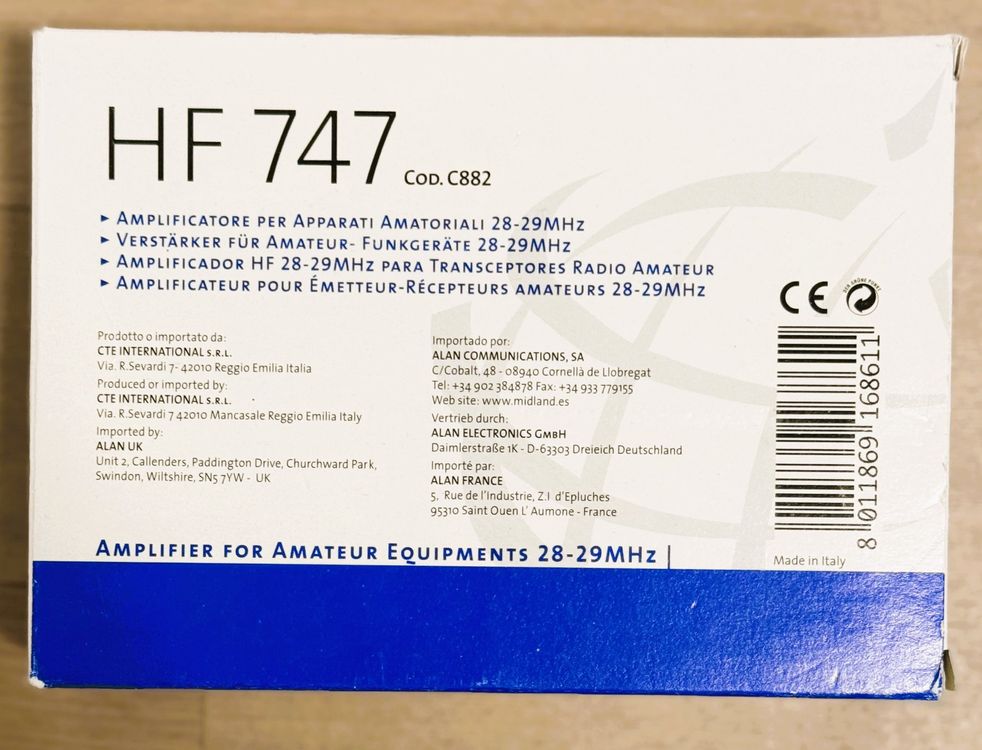 HF 747 COD. C882
► AMPLIFICATORE PER APPARATI AMATORIALI 28-29MHZ
► VERSTÄRKER FÜR AMATEUR- FUNKGERÄTE 28-29MHZ
► AMPLIFICADOR HF 28-29MHZ PARA TRANSCEPTORES RADIO AMATEUR
► AMPLIFICATEUR POUR ÉMETTEUR-RÉCEPTEURS AMATEURS 28-29MHZ
Prodotto o importato da:
CTE INTERNATIONAL S.R.L.
Via. R.Sevardi 7- 42010 Reggio Emilia Italia
Produced or imported by:
CTE INTERNATIONAL S.R.L.
Via. R.Sevardi 7 42010 Mancasale Reggio Emilia Italy
Imported by:
ALAN UK
Unit 2, Callenders, Paddington Drive, Churchward Park,
Swindon, Wiltshire, SN5 7YW - UK
Importado por:
ALAN COMMUNICATIONS, SA
C/Cobalt, 48 - 08940 Cornellà de Llobregat
Tel: +34 902 384878 Fax: +34 933 779155
Web site: www.midland.es
Vertrieb durch:
ALAN ELECTRONICS GMBH
Daimlerstraße 1K - D-63303 Dreieich Deutschland
Importé par:
ALAN FRANCE
5, Rue de l'Industrie, Z.I d'Epluches
95310 Saint Ouen L' Aumone - France
CE
DER GRÜNE PUNKT
8 011869 168611
Made in Italy
AMPLIFIER FOR AMATEUR EQUIPMENTS 28-29MHZ